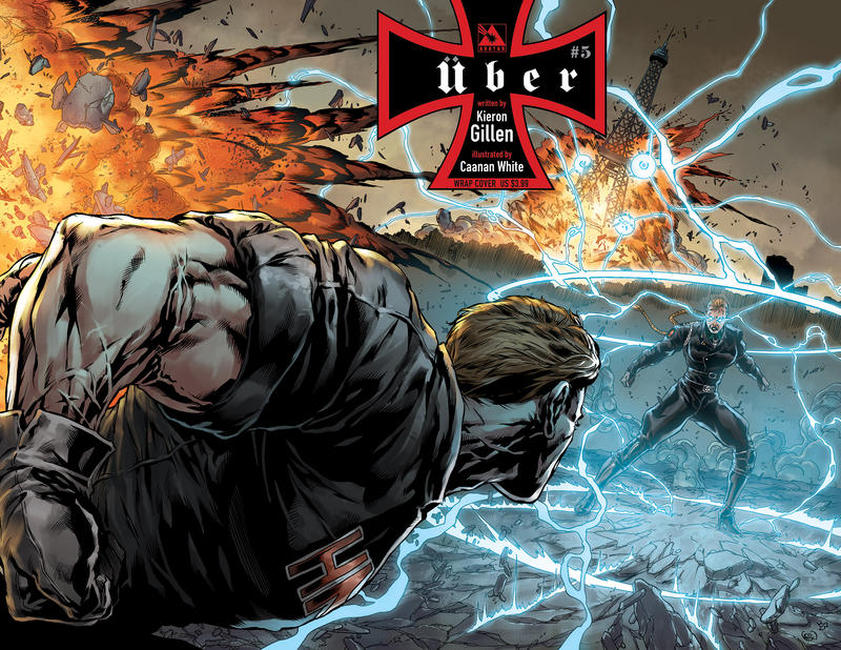 AVATAR
#5
Über
written by
Kieron
Gillen
illustrated by
Caanan White
WRAP COVER US $3.99